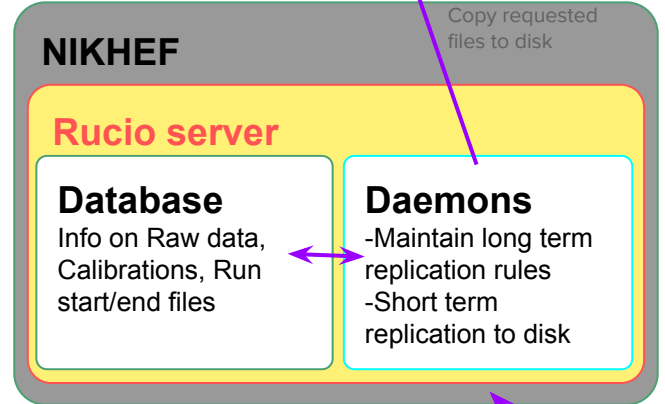 Copy requested
files to disk
NIKHEF
Rucio server
Database
Info on Raw data,
Calibrations, Run
start/end files
Daemons
-Maintain long term
replication rules
-Short term
replication to disk